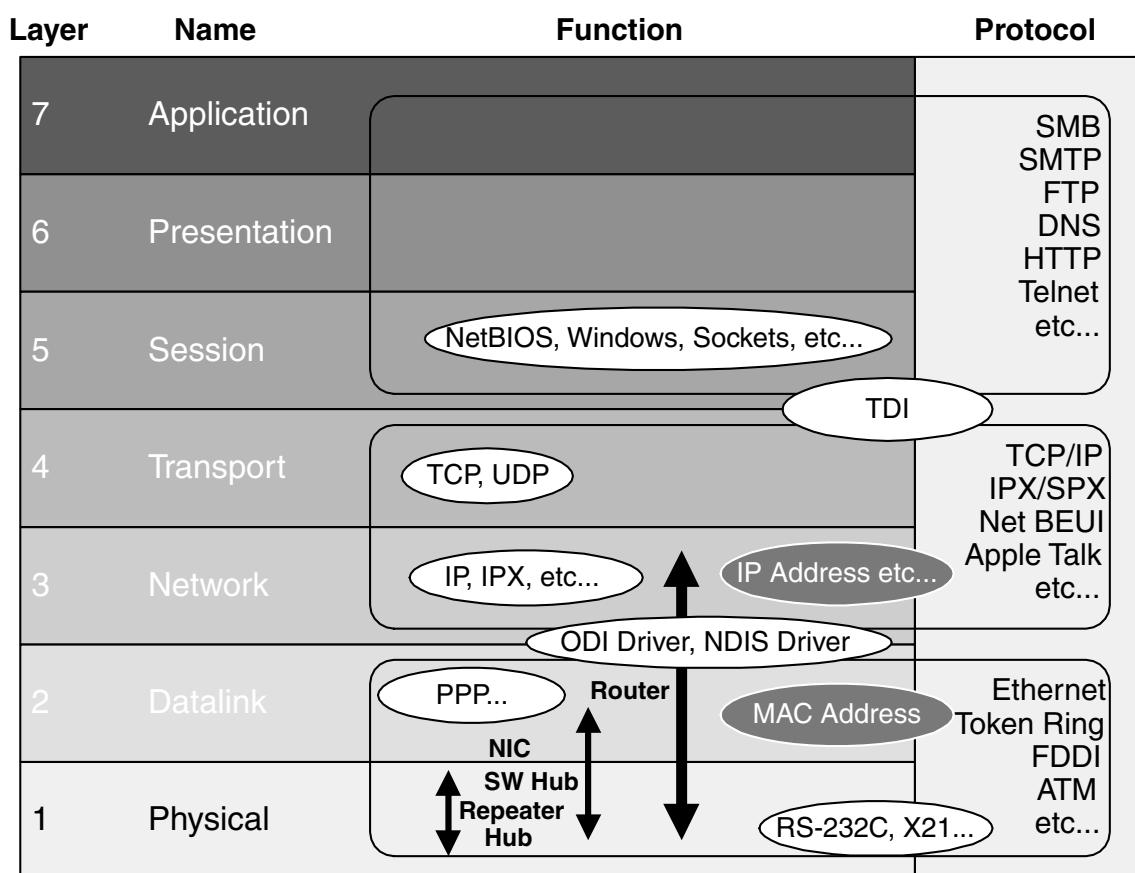 Layer Name Function Protocol
7 Application
SMB
SMTP
FTP
DNS
HTTP
Telnet
etc...
6 Presentation
5 Session
NetBIOS, Windows, Sockets, etc...
TDI
4 Transport
TCP, UDP
TCP/IP
IPX/SPX
Net BEUI
Apple Talk
etc...
3 Network
IP, IPX, etc...
IP Address etc...
ODI Driver, NDIS Driver
2 Datalink
PPP...
Router
MAC Address
Ethernet
Token Ring
FDDI
ATM
etc...
NIC
SW Hub
Repeater
Hub
1 Physical
RS-232C, X21...